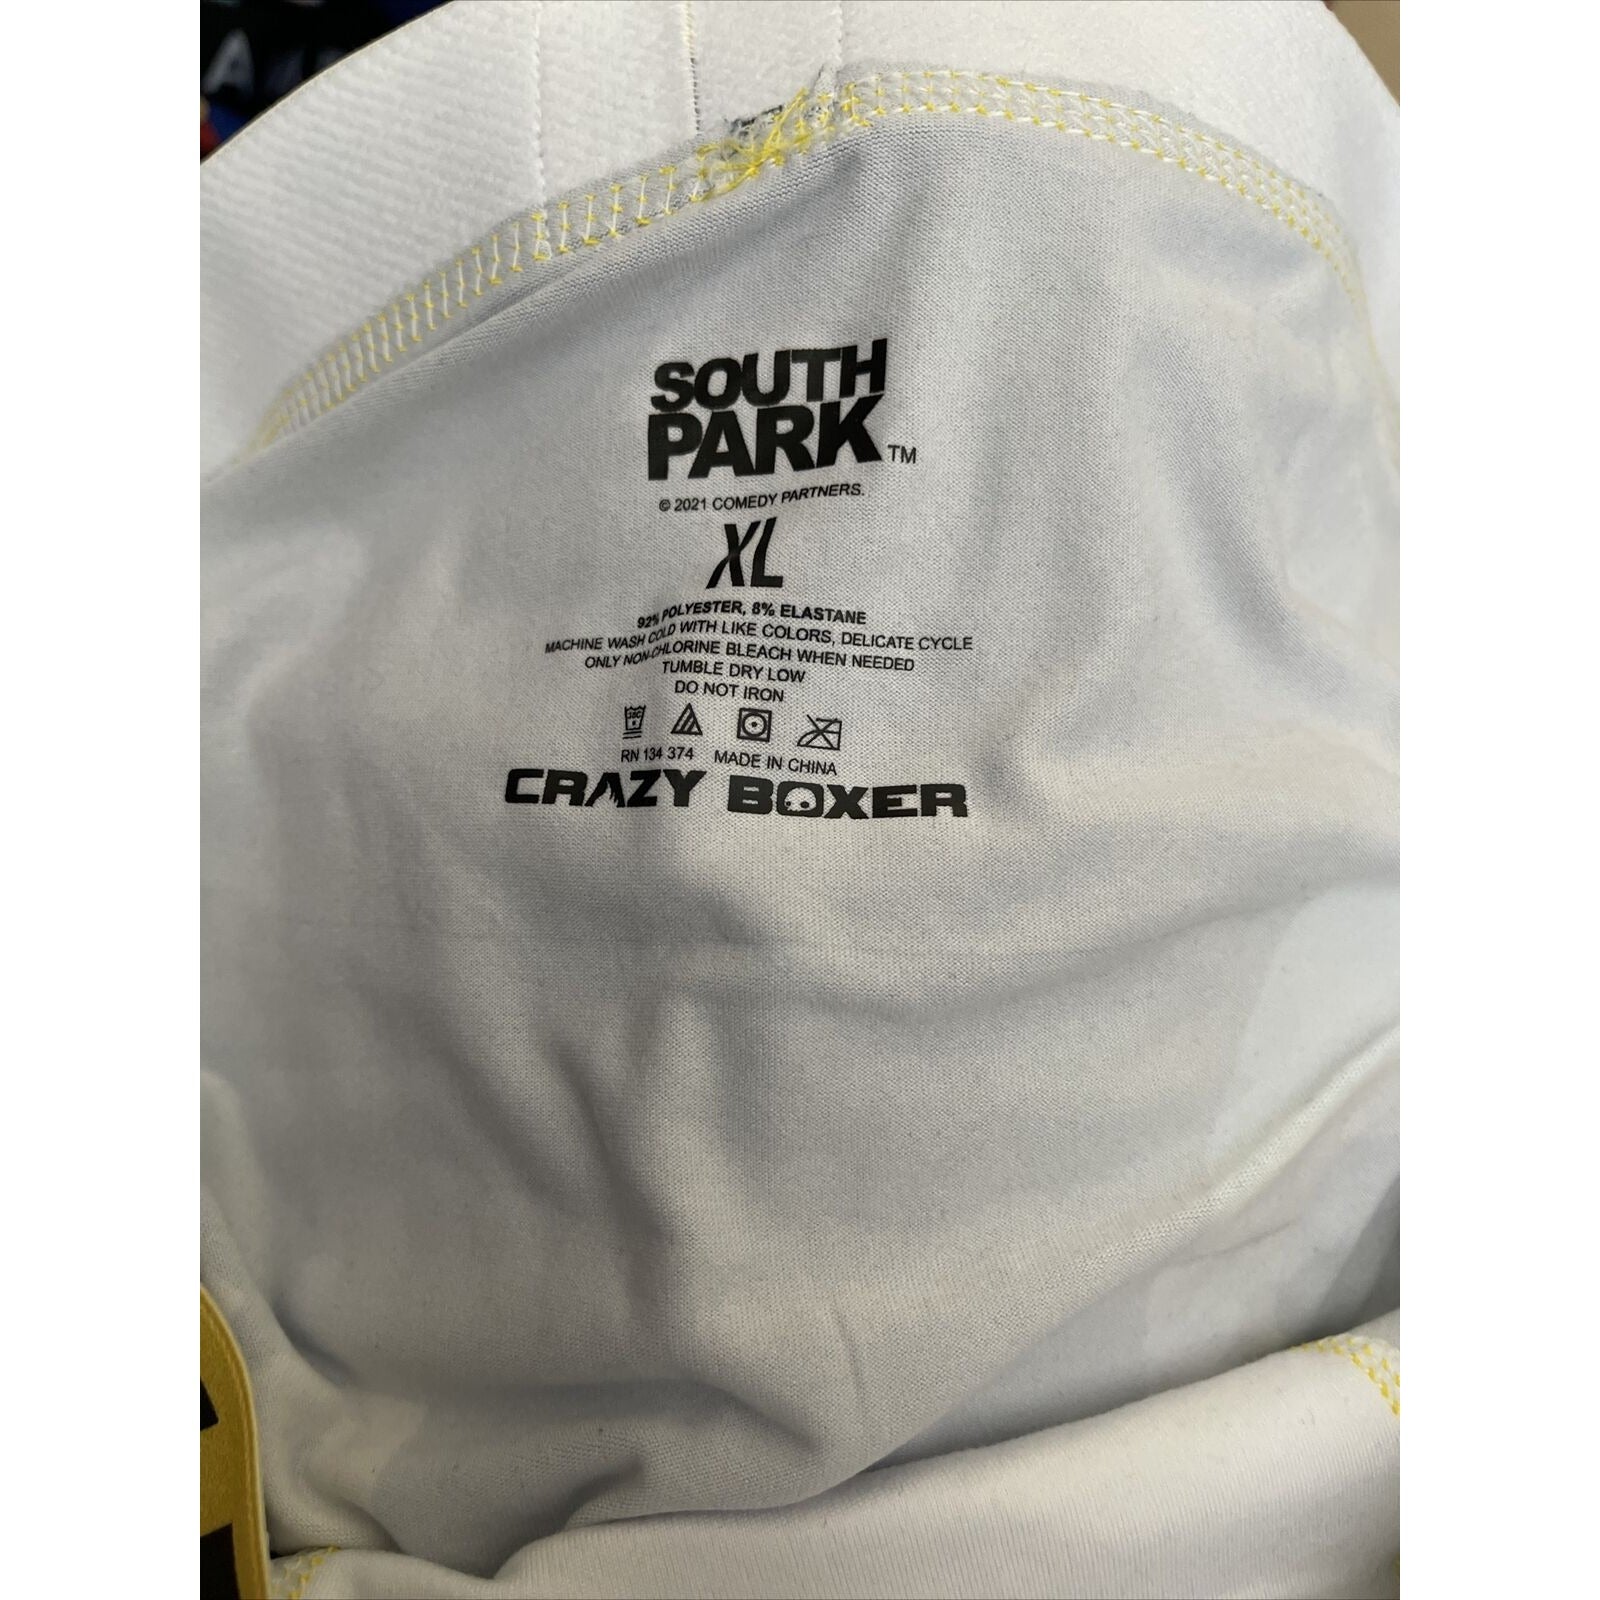 SOUTH
PARK™
© 2021 COMEDY PARTNERS.
XL
92% POLYESTER, 8% ELASTANE
MACHINE WASH COLD WITH LIKE COLORS, DELICATE CYCLE
ONLY NON-CHLORINE BLEACH WHEN NEEDED
TUMBLE DRY LOW
DO NOT IRON
RN 134 374 MADE IN CHINA
CRAZY BOXER